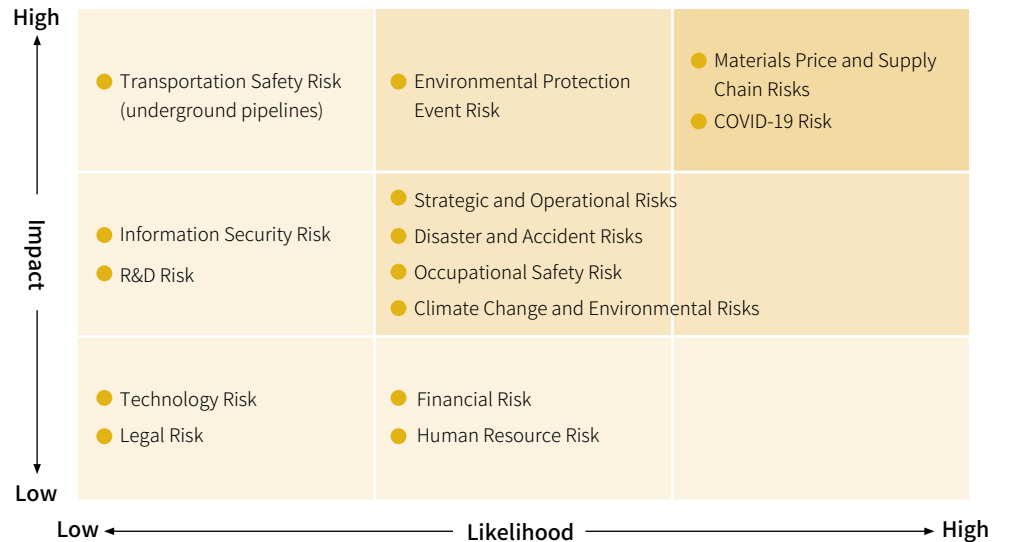 High
Transportation Safety Risk
(underground pipelines)
Environmental Protection
Event Risk
Materials Price and Supply
Chain Risks
COVID-19 Risk
Impact
Information Security Risk
R&D Risk
Strategic and Operational Risks
Disaster and Accident Risks
Occupational Safety Risk
Climate Change and Environmental Risks
Technology Risk
Legal Risk
Financial Risk
Human Resource Risk
Low
Low
Likelihood
High